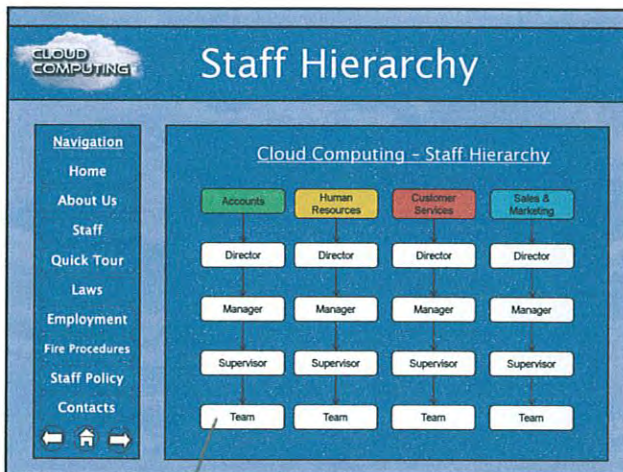 CLOUD
COMPUTING
Staff Hierarchy
Navigation
Home
About Us
Staff
Quick Tour
Laws
Employment
Fire Procedures
Staff Policy
Contacts
Cloud Computing - Staff Hierarchy
Accounts
Human
Resources
Customer
Services
Sales &
Marketing
Director
Director
Director
Director
Manager
Manager
Manager
Manager
Supervisor
Supervisor
Supervisor
Supervisor
Team
Team
Team
Team